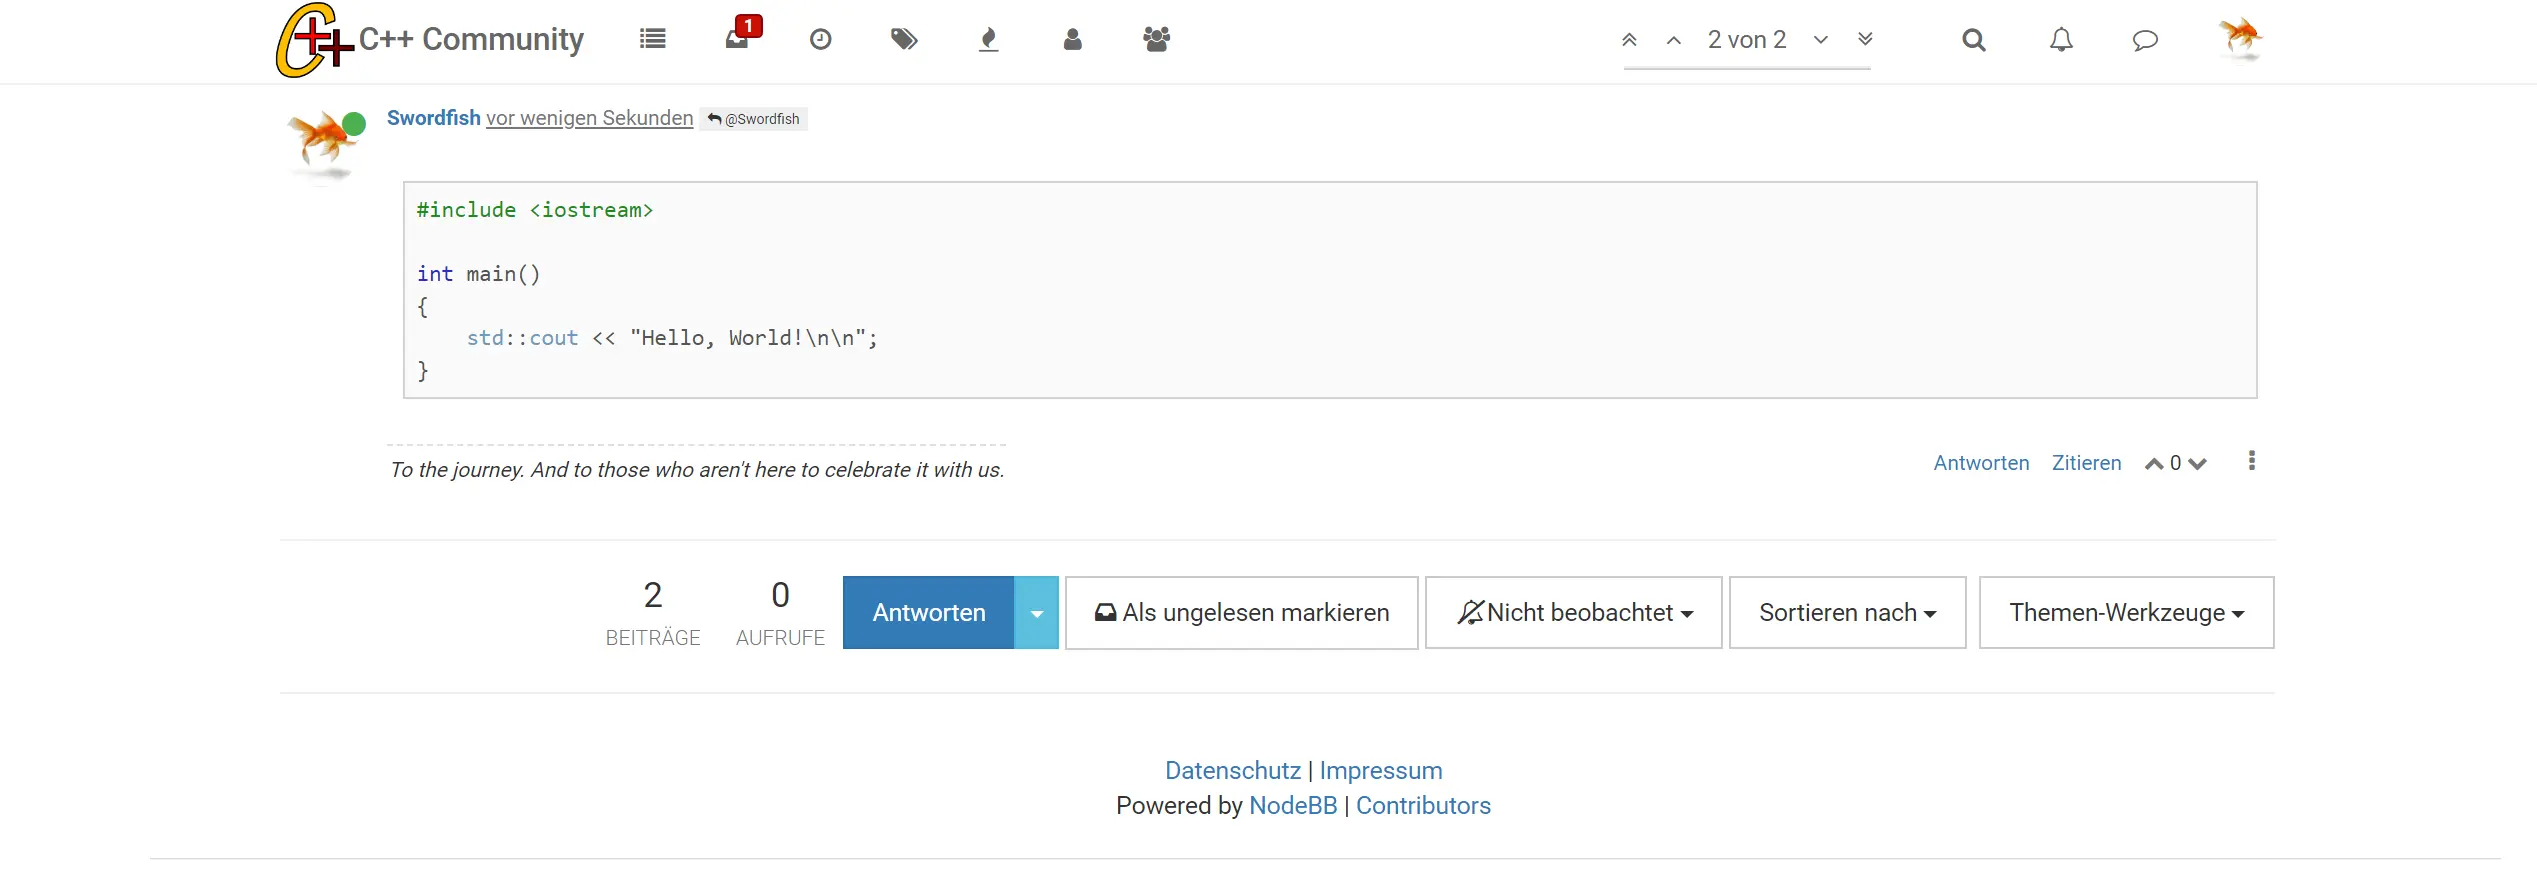 C++ C++ Community 1 2 von 2
Swordfish vor wenigen Sekunden @Swordfish
#include <iostream>
int main()
{
    std::cout << "Hello, World!\n\n";
}
To the journey. And to those who aren't here to celebrate it with us.
Antworten Zitieren 0
2 BEITRÄGE
0 AUFRUFE
Antworten Als ungelesen markieren Nicht beobachtet Sortieren nach Themen-Werkzeuge
Datenschutz | Impressum
Powered by NodeBB | Contributors